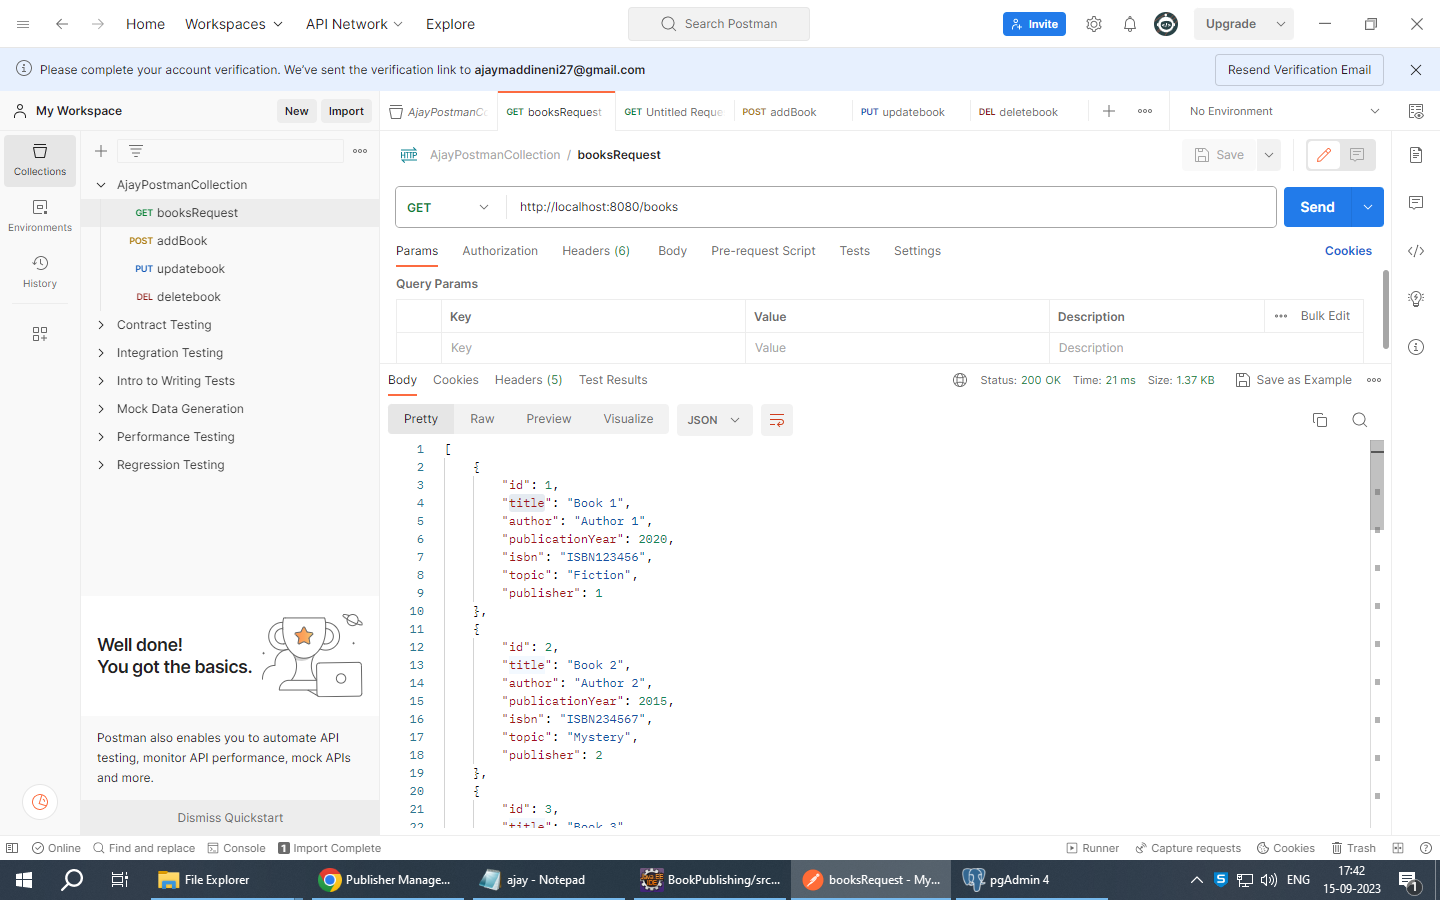 Home
Workspaces
API Network
Explore
Search Postman
Invite
Upgrade
Please complete your account verification. We've sent the verification link to ajaymaddineni27@gmail.com
Resend Verification Email
My Workspace
New
Import
AjayPostmanCo
GET booksRequest
GET Untitled Reque
POST addBook
PUT updatebook
DEL deletebook
No Environment
Collections
Environments
History
AjayPostmanCollection
GET booksRequest
POST addBook
PUT updatebook
DEL deletebook
Contract Testing
Integration Testing
Intro to Writing Tests
Mock Data Generation
Performance Testing
Regression Testing
Well done!
You got the basics.
Postman also enables you to automate API
testing, monitor API performance, mock APIs
and more.
Dismiss Quickstart
HTTP AjayPostmanCollection / booksRequest
Save
GET
http://localhost:8080/books
Send
Params Authorization Headers (6) Body Pre-request Script Tests Settings
Cookies
Query Params
Key Value Description Bulk Edit
Key Value Description
Body Cookies Headers (5) Test Results
Status: 200 OK Time: 21 ms Size: 1.37 KB
Save as Example
Pretty Raw Preview Visualize JSON
1 [
2 {
3 "id": 1,
4 "title": "Book 1",
5 "author": "Author 1",
6 "publicationYear": 2020,
7 "isbn": "ISBN123456",
8 "topic": "Fiction",
9 "publisher": 1
10 },
11 {
12 "id": 2,
13 "title": "Book 2",
14 "author": "Author 2",
15 "publicationYear": 2015,
16 "isbn": "ISBN234567",
17 "topic": "Mystery",
18 "publisher": 2
19 },
20 {
21 "id": 3,
22 "title": "Book 3"
Online
Find and replace
Console
1 Import Complete
Runner
Capture requests
Cookies
Trash
File Explorer
Publisher Manage...
ajay - Notepad
BookPublishing/src...
booksRequest - My...
pgAdmin 4
ENG
17:42
15-09-2023
1